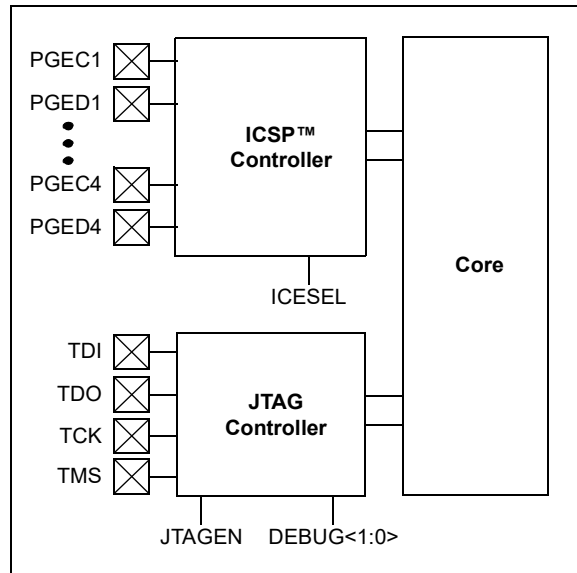 PGEC1
PGED1
ICSP™
Controller
PGEC4
PGED4
Core
ICESEL
TDI
TDO
JTAG
Controller
TCK
TMS
JTAGEN
DEBUG<1:0>